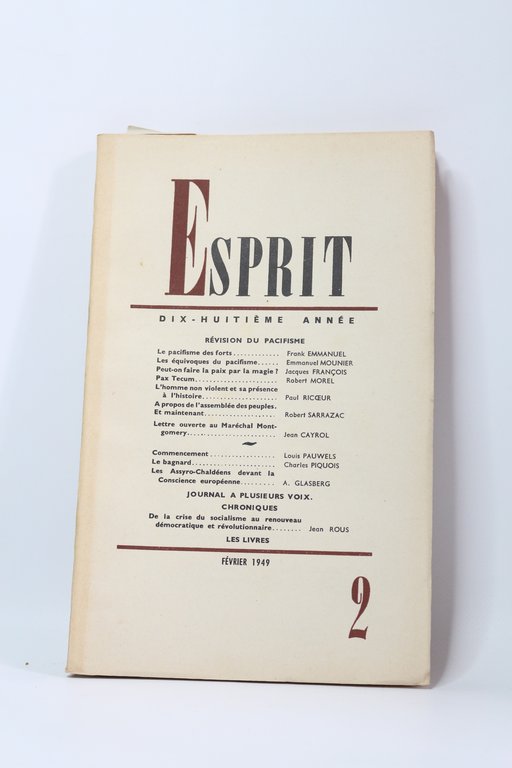 ESPRIT
DIX-HUITIÈME ANNÉE
RÉVISION DU PACIFISME
Le pacifisme des forts............. Frank EMMANUEL
Les équivoques du pacifisme...... Emmanuel MOUNIER
Peut-on faire la paix par la magie ? Jacques FRANÇOIS
Pax Tecum....................... Robert MOREL
L'homme non violent et sa présence
à l'histoire..................... Paul RICŒUR
A propos de l'assemblée des peuples.
Et maintenant.................... Robert SARRAZAC
Lettre ouverte au Maréchal Mont-
gomery........................ Jean CAYROL
Commencement.................. Louis PAUWELS
Le bagnard....................... Charles PIQUOIS
Les Assyro-Chaldéens devant la
Conscience européenne......... A. GLASBERG
JOURNAL A PLUSIEURS VOIX.
CHRONIQUES
De la crise du socialisme au renouveau
démocratique et révolutionnaire........ Jean ROUS
LES LIVRES
FÉVRIER 1949
2